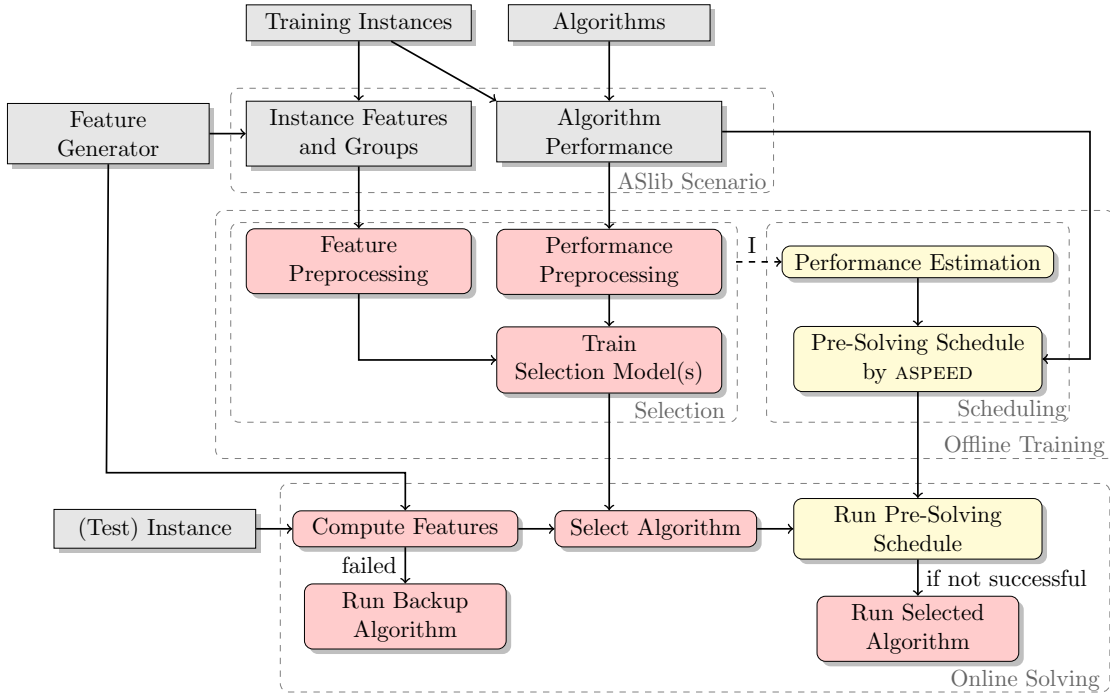 Training Instances
Algorithms
Feature
Generator
Instance Features
and Groups
Algorithm
Performance
ASlib Scenario
Feature
Preprocessing
Performance
Preprocessing
I
Performance Estimation
Train
Selection Model(s)
Pre-Solving Schedule
by ASPEED
Selection
Scheduling
Offline Training
(Test) Instance
Compute Features
Select Algorithm
Run Pre-Solving
Schedule
failed
if not successful
Run Backup
Algorithm
Run Selected
Algorithm
Online Solving